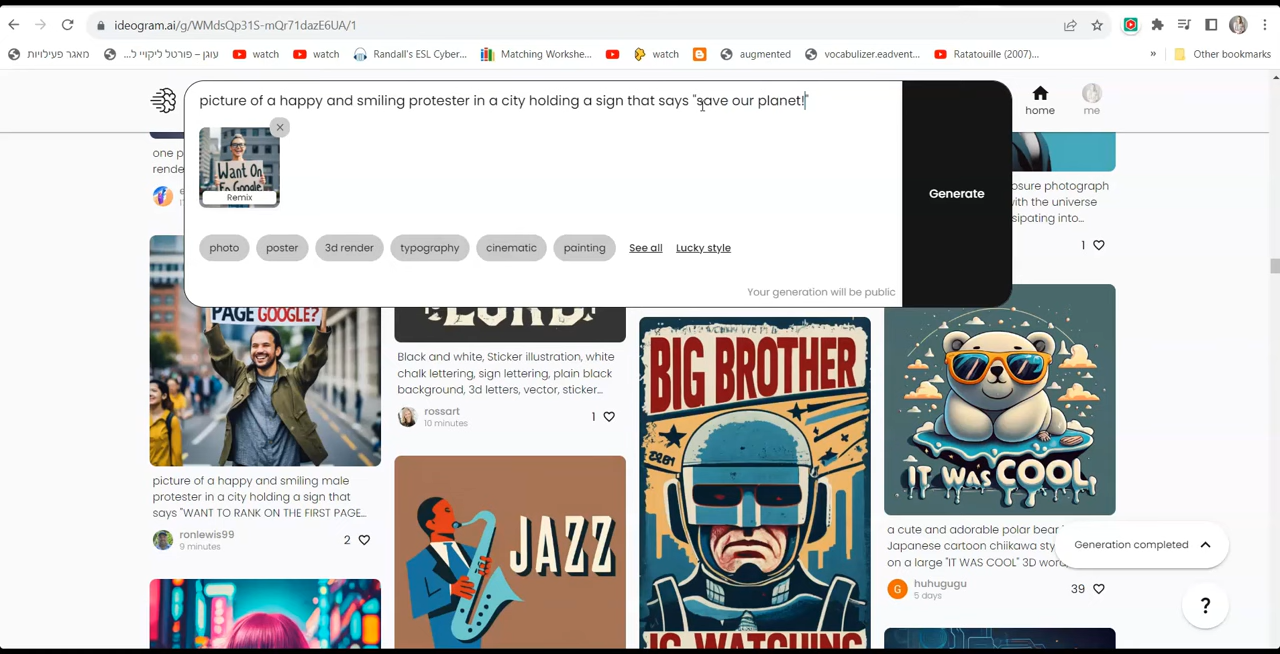 ideogram.ai/g/WMdsQp31S-mQr71dazE6UA/1
מאגר פעילויות
עוגן – פורטל ליקויי ל...
watch
watch
Randall's ESL Cyber...
Matching Workshe...
watch
augmented
vocabulizer.eadvent...
Ratatouille (2007)...
»
Other bookmarks
picture of a happy and smiling protester in a city holding a sign that says "save our planet!"
home
me
Want On
Remix
Generate
photo
poster
3d render
typography
cinematic
painting
See all
Lucky style
Your generation will be public
one p
rende
osure photograph
with the universe
sipating into...
1
PAGE GOOGLE?
picture of a happy and smiling male
protester in a city holding a sign that
says "WANT TO RANK ON THE FIRST PAGE...
ronlewis99
9 minutes
2
Black and white, Sticker illustration, white
chalk lettering, sign lettering, plain black
background, 3d letters, vector, sticker...
rossart
10 minutes
1
JAZZ
BIG BROTHER
IS WATCHING
IT WAS COOL.
a cute and adorable polar bear
Japanese cartoon chiikawa sty
on a large "IT WAS COOL" 3D word,
G
huhugugu
5 days
39
Generation completed
?